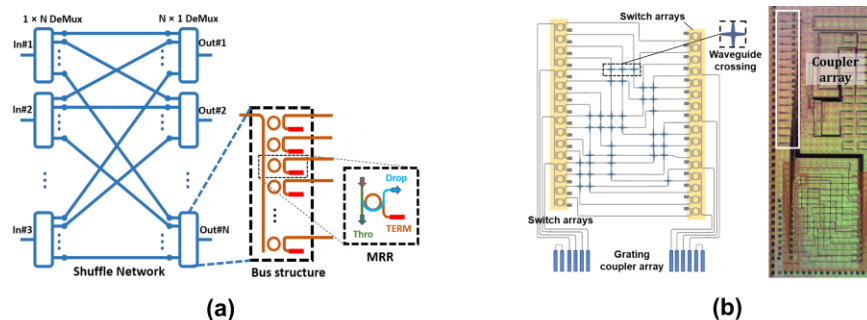 1 × N DeMux
N × 1 DeMux
In#1
Out#1
In#2
Out#2
In#3
Out#N
Shuffle Network
Bus structure
Drop
Thro
TERM
MRR
(a)
Switch arrays
Waveguide
crossing
Coupler
array
Switch arrays
Grating
coupler array
(b)